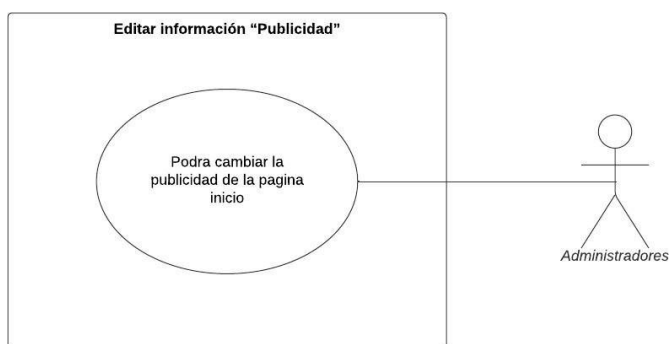 Editar información “Publicidad”
Podra cambiar la
publicidad de la pagina
inicio
Administradores